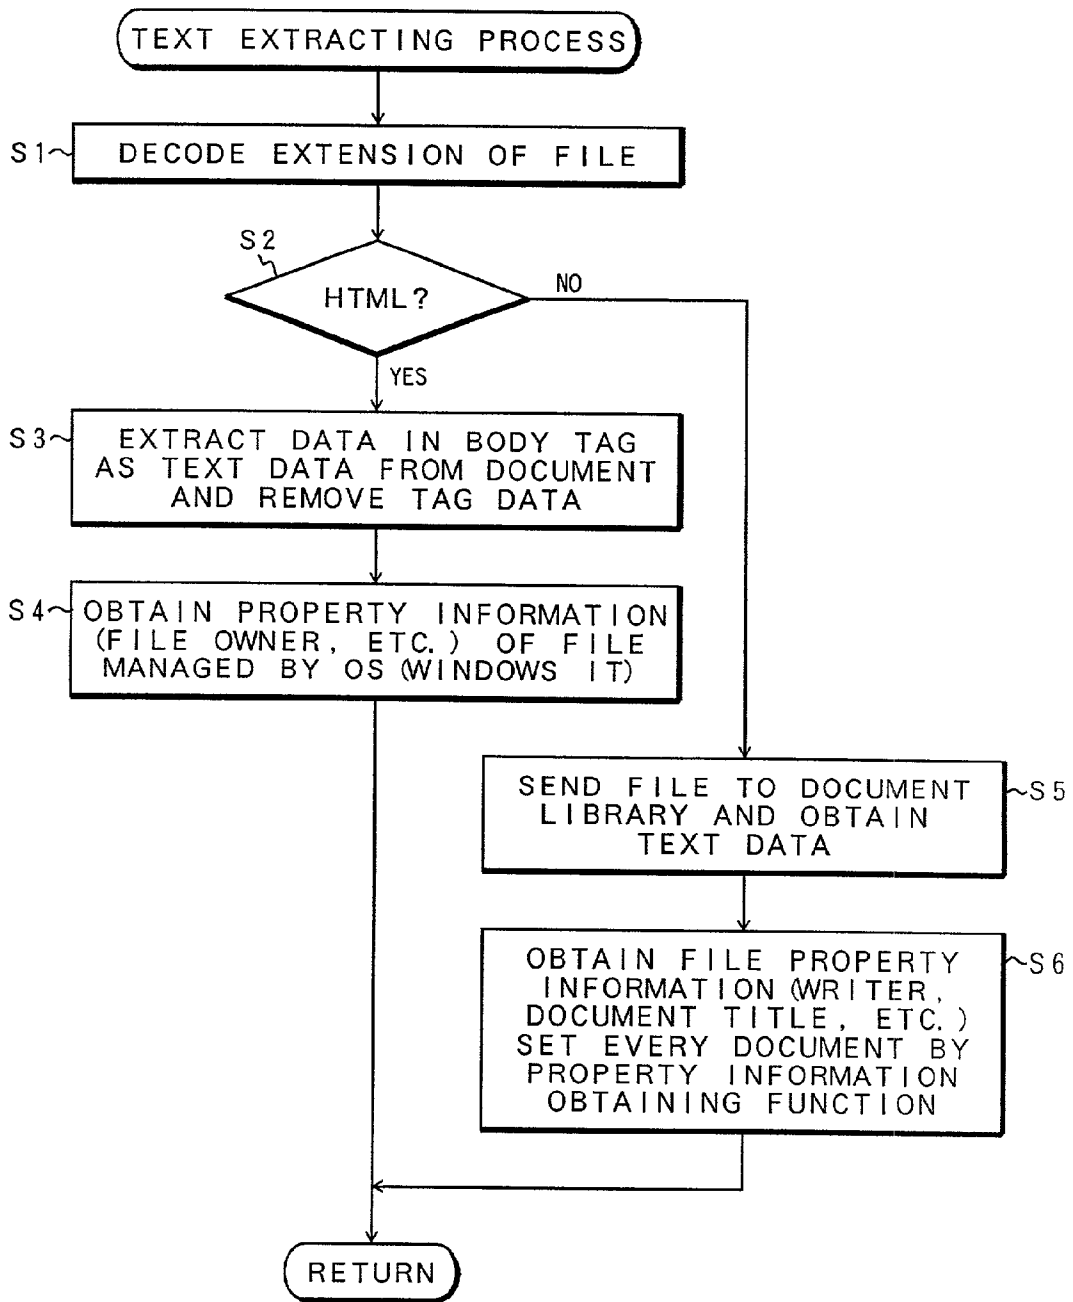 TEXT EXTRACTING PROCESS
S1
DECODE EXTENSION OF FILE
S2
HTML?
NO
YES
S3
EXTRACT DATA IN BODY TAG
AS TEXT DATA FROM DOCUMENT
AND REMOVE TAG DATA
S4
OBTAIN PROPERTY INFORMATION
(FILE OWNER, ETC.) OF FILE
MANAGED BY OS (WINDOWS IT)
SEND FILE TO DOCUMENT
LIBRARY AND OBTAIN
TEXT DATA
S5
OBTAIN FILE PROPERTY
INFORMATION (WRITER,
DOCUMENT TITLE, ETC.)
SET EVERY DOCUMENT BY
PROPERTY INFORMATION
OBTAINING FUNCTION
S6
RETURN